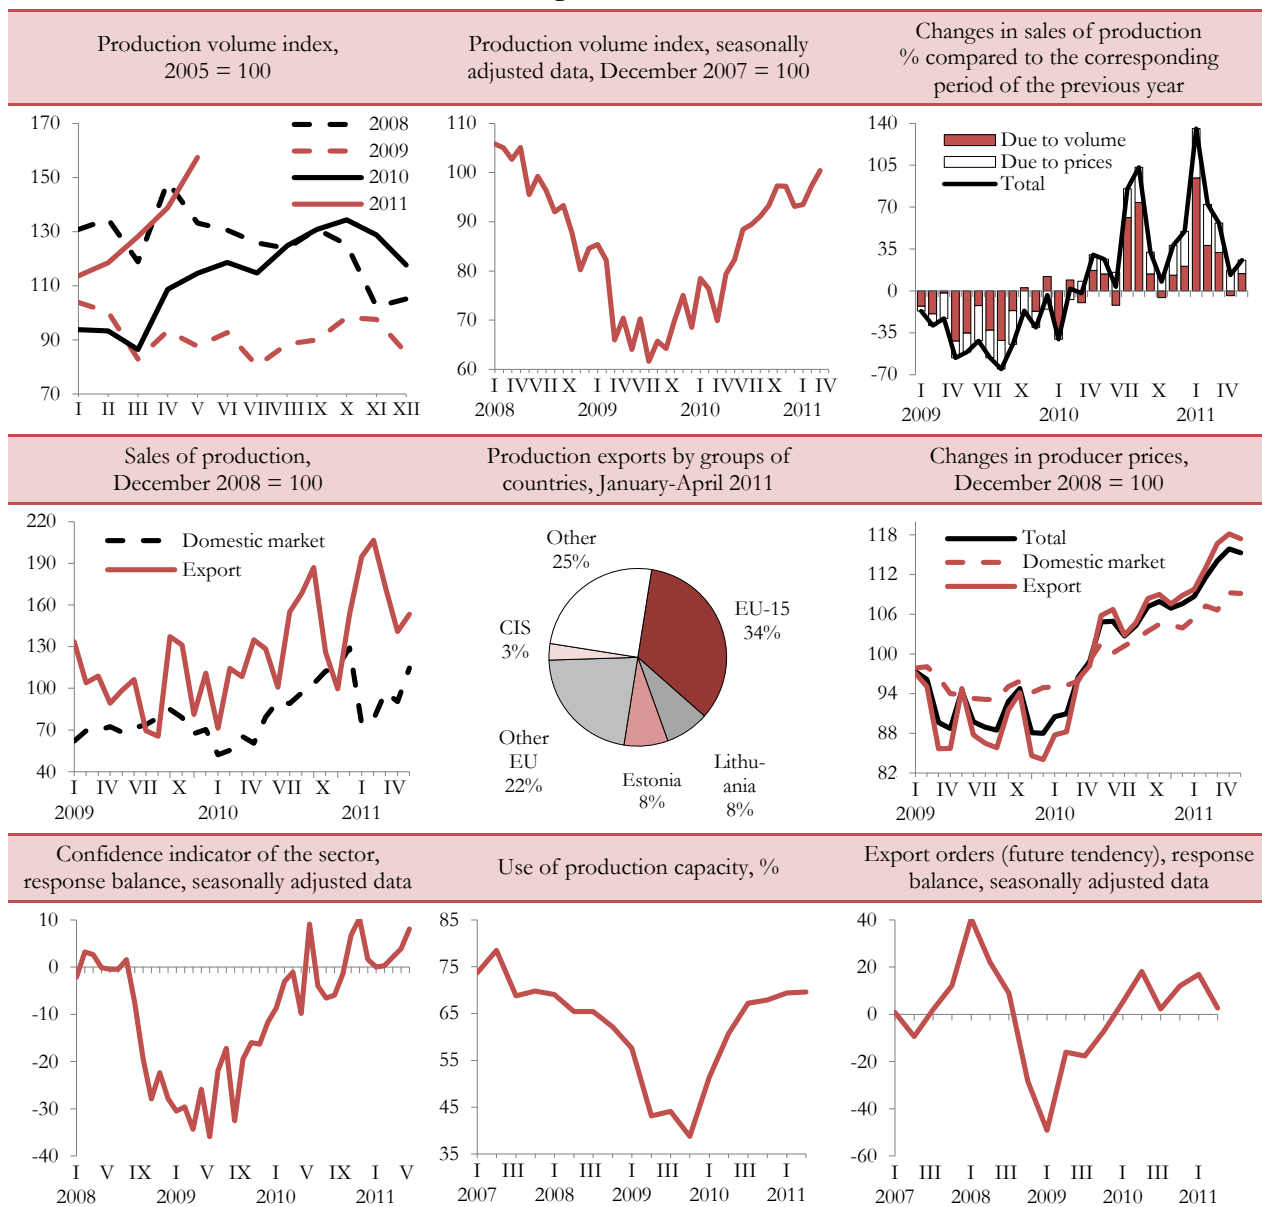 Production volume index,
2005 = 100
Production volume index, seasonally
adjusted data, December 2007 = 100
Changes in sales of production
% compared to the corresponding
period of the previous year
170
150
130
110
90
70
2008
2009
2010
2011
I II III IV V VI VII VIII IX X XI XII
110
100
90
80
70
60
I IV VII X I IV VII X I IV VII X I IV
2008 2009 2010 2011
140
105
70
35
0
-35
-70
Due to volume
Due to prices
Total
I IV VII X I IV VII X I IV
2009 2010 2011
Sales of production,
December 2008 = 100
Production exports by groups of
countries, January-April 2011
Changes in producer prices,
December 2008 = 100
220
190
160
130
100
70
40
Domestic market
Export
I IV VII X I IV VII X I IV
2009 2010 2011
Other
25%
EU-15
34%
CIS
3%
Other
EU
22%
Estonia
8%
Lithu-
ania
8%
118
112
106
100
94
88
82
Total
Domestic market
Export
I IV VII X I IV VII X I IV
2009 2010 2011
Confidence indicator of the sector,
response balance, seasonally adjusted data
Use of production capacity, %
Export orders (future tendency), response
balance, seasonally adjusted data
10
0
-10
-20
-30
-40
I V IX I V IX I V IX I V
2008 2009 2010 2011
85
75
65
55
45
35
I III I III I III I III I
2007 2008 2009 2010 2011
40
20
0
-20
-40
-60
I III I III I III I III I
2007 2008 2009 2010 2011